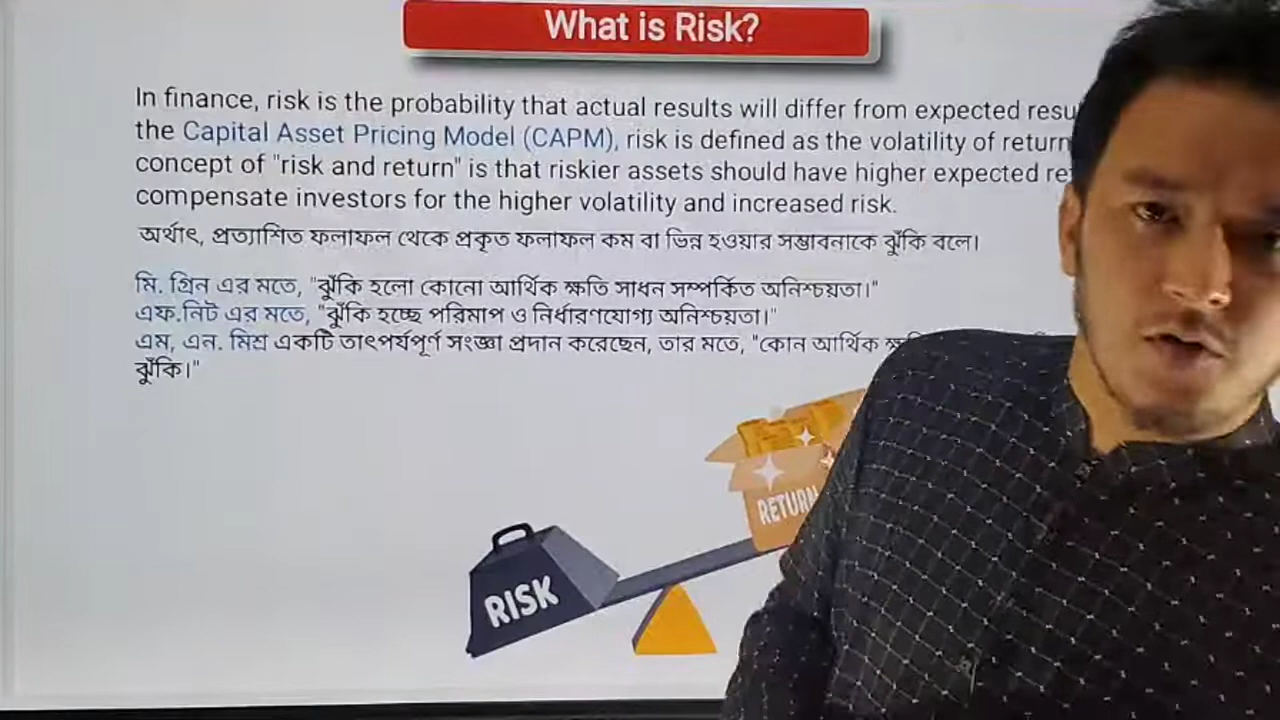 What is Risk?
In finance, risk is the probability that actual results will differ from expected
the Capital Asset Pricing Model (CAPM), risk is defined as the volatility of
concept of "risk and return" is that riskier assets should have higher expected
compensate investors for the higher volatility and increased risk.
অর্থাৎ, প্রত্যাশিত ফলাফল থেকে প্রকৃত ফলাফল কম বা ভিন্ন হওয়ার সম্ভাবনাকে ঝুঁকি বলে।
মি. গ্রিন এর মতে, "ঝুঁকি হলো কোনো আর্থিক ক্ষতি সাধন সম্পর্কিত অনিশ্চয়তা।"
এফ.নিট এর মতে, "ঝুঁকি হচ্ছে পরিমাপ ও নির্ধারণযোগ্য অনিশ্চয়তা।"
এম, এন. মিশ্র একটি তাৎপর্যপূর্ণ সংজ্ঞা প্রদান করেছেন, তার মতে, "কোন আর্থিক
ঝুঁকি।"
RETURN
RISK